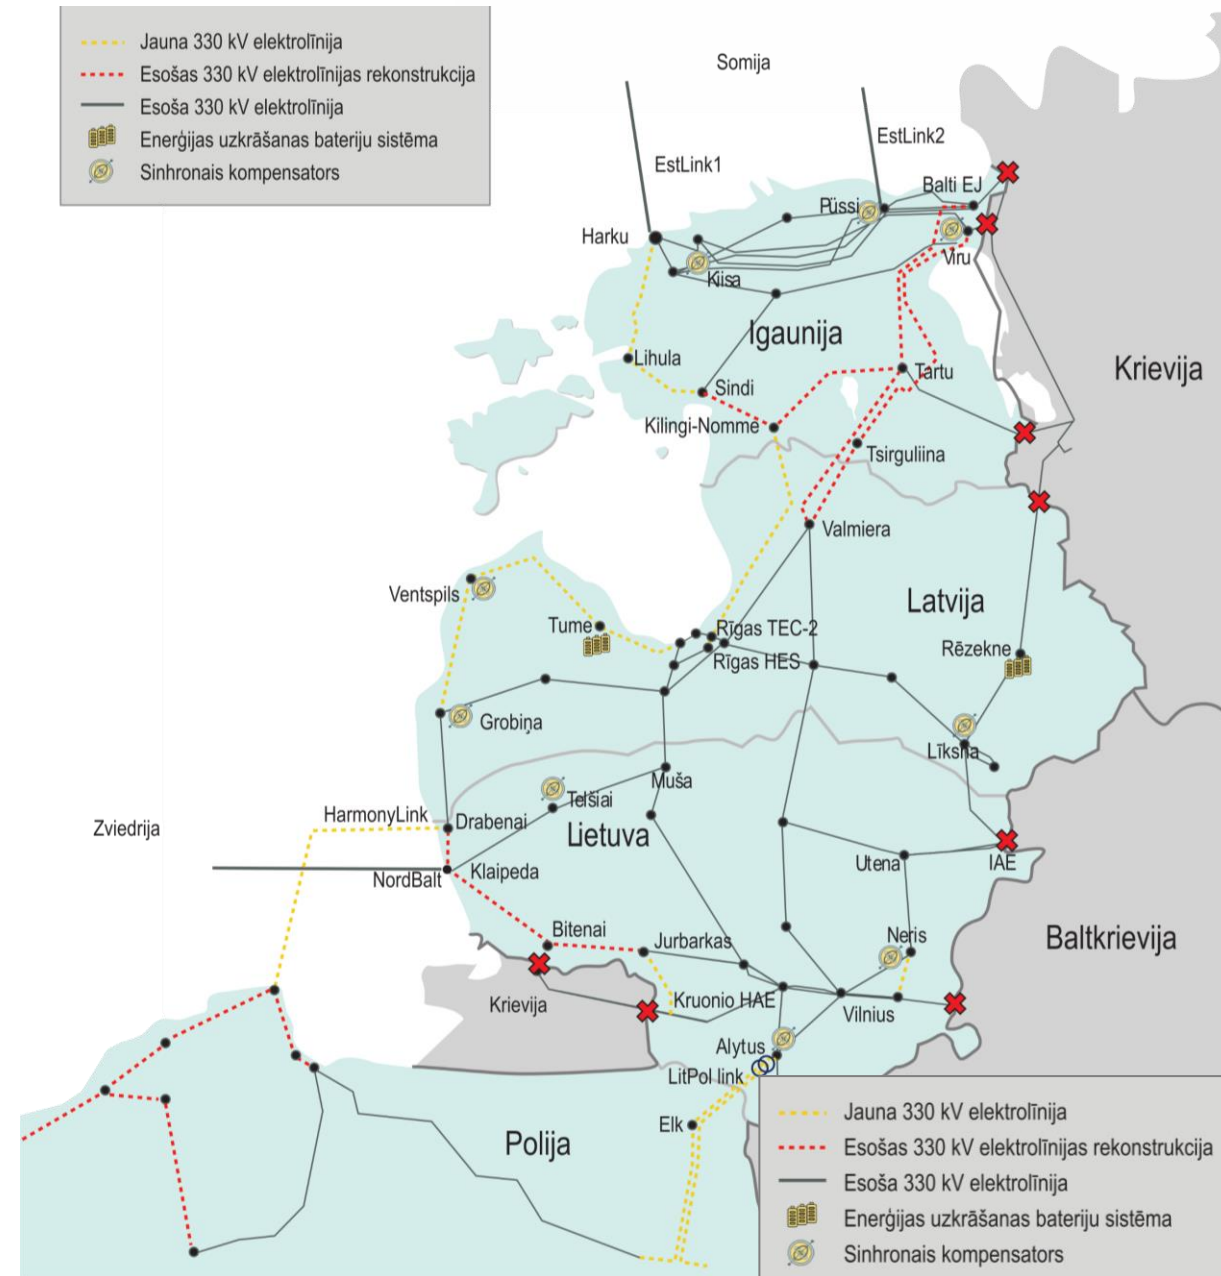 Jauna 330 kV elektrolīnija
Esošas 330 kV elektrolīnijas rekonstrukcija
Esoša 330 kV elektrolīnija
Enerģijas uzkrāšanas bateriju sistēma
Sinhronais kompensators
Somija
EstLink1
EstLink2
Balti EJ
Püssi
Harku
Viru
Kiisa
Igaunija
Krievija
Lihula
Tartu
Sindi
Kilingi-Nomme
Tsirguliina
Valmiera
Ventspils
Latvija
Tume
Rīgas TEC-2
Rēzekne
Rīgas HES
Grobiņa
Līksna
Muša
Telšiai
HarmonyLink
Drabenai
Zviedrija
Lietuva
Utena
IAE
NordBalt
Klaipeda
Bitenai
Jurbarkas
Neris
Baltkrievija
Krievija
Kruonio HAE
Vilnius
Alytus
LitPol link
Elk
Polija
Jauna 330 kV elektrolīnija
Esošas 330 kV elektrolīnijas rekonstrukcija
Esoša 330 kV elektrolīnija
Enerģijas uzkrāšanas bateriju sistēma
Sinhronais kompensators